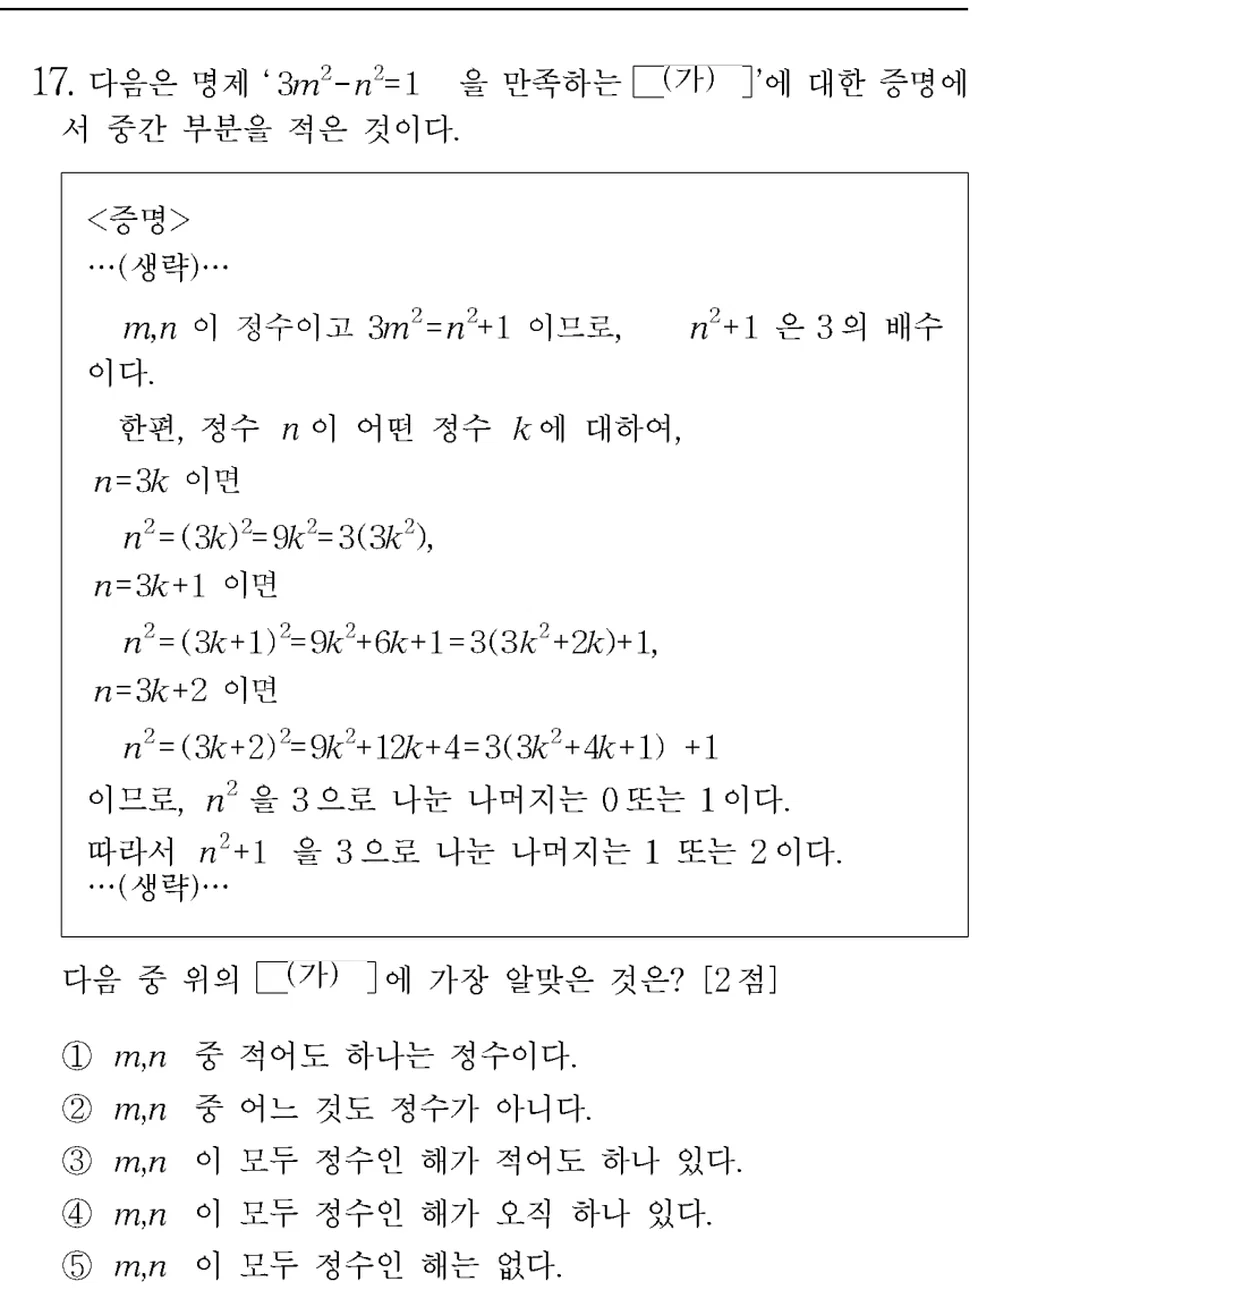 17. 다음은 명제 ‘ 3m²-n²=1 을 만족하는 (가) ’에 대한 증명에
서 중간 부분을 적은 것이다.
<증명>
…(생략)…
m,n 이 정수이고 3m²=n²+1 이므로, n²+1 은 3의 배수
이다.
한편, 정수 n 이 어떤 정수 k에 대하여,
n=3k 이면
n²=(3k)²=9k²=3(3k²),
n=3k+1 이면
n²=(3k+1)²=9k²+6k+1=3(3k²+2k)+1,
n=3k+2 이면
n²=(3k+2)²=9k²+12k+4=3(3k²+4k+1) +1
이므로, n² 을 3으로 나눈 나머지는 0또는 1이다.
따라서 n²+1 을 3으로 나눈 나머지는 1 또는 2이다.
…(생략)…
다음 중 위의 (가) 에 가장 알맞은 것은? [2점]
① m,n 중 적어도 하나는 정수이다.
② m,n 중 어느 것도 정수가 아니다.
③ m,n 이 모두 정수인 해가 적어도 하나 있다.
④ m,n 이 모두 정수인 해가 오직 하나 있다.
⑤ m,n 이 모두 정수인 해는 없다.